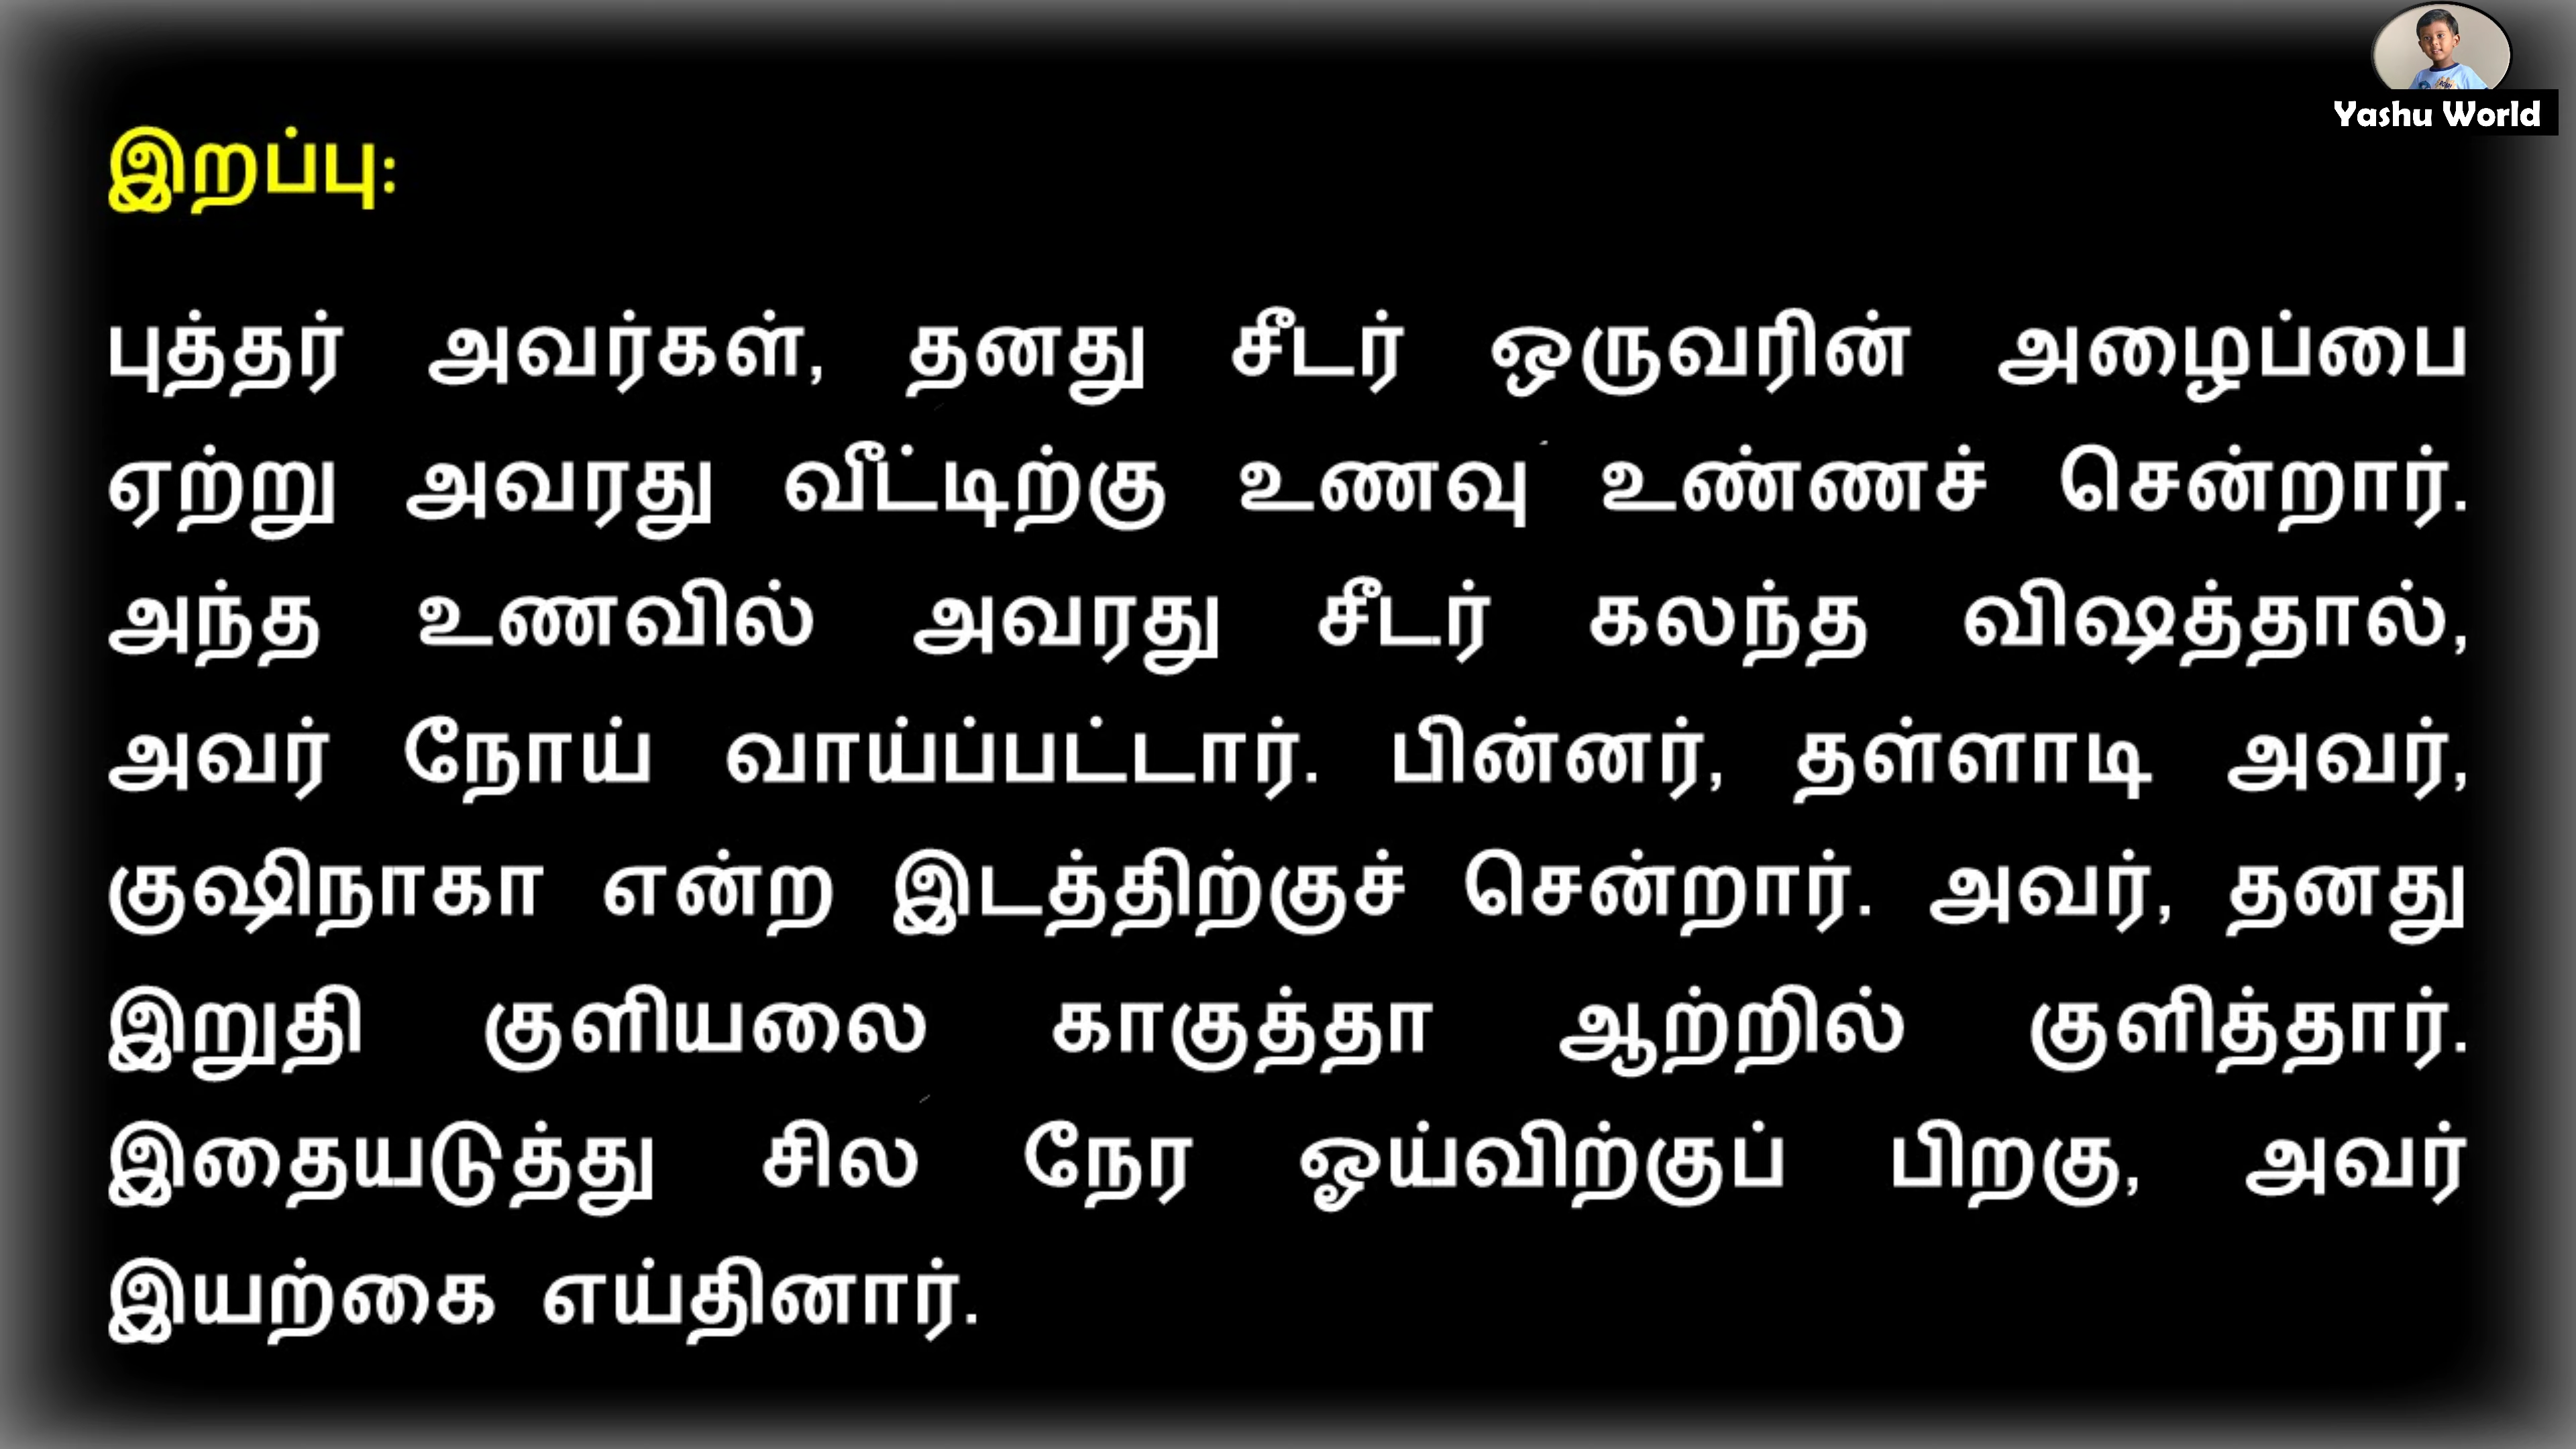 Yashu World
இறப்பு:
புத்தர் அவர்கள், தனது சீடர் ஒருவரின் அழைப்பை
ஏற்று அவரது வீட்டிற்கு உணவு உண்ணச் சென்றார்.
அந்த உணவில் அவரது சீடர் கலந்த விஷத்தால்,
அவர் நோய் வாய்ப்பட்டார். பின்னர், தள்ளாடி அவர்,
குஷிநாகா என்ற இடத்திற்குச் சென்றார். அவர், தனது
இறுதி குளியலை காகுத்தா ஆற்றில் குளித்தார்.
இதையடுத்து சில நேர ஓய்விற்குப் பிறகு, அவர்
இயற்கை எய்தினார்.